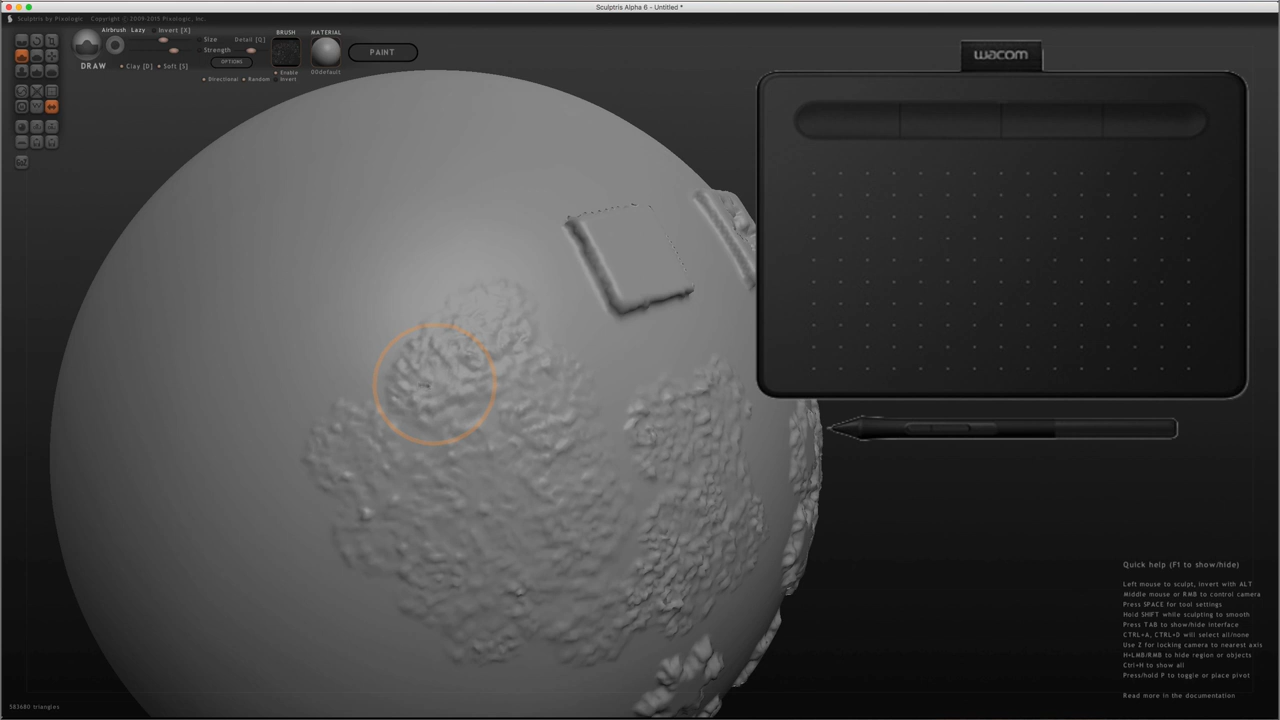 Sculptris Alpha 6 - Untitled *
Sculptris by Pixologic Copyright (c) 2009-2015 Pixologic, Inc.
Airbrush Lazy Invert [X]
Size Detail [Q]
Strength
OPTIONS
DRAW
Clay [D] Soft [S]
Directional Random
BRUSH
Enable
Invert
MATERIAL
00default
PAINT
wacom
Quick help (F1 to show/hide)
Left mouse to sculpt, invert with ALT
Middle mouse or RMB to control camera
Press SPACE for tool settings
Hold SHIFT while sculpting to smooth
Press TAB to show/hide interface
CTRL+A, CTRL+D will select all/none
Use Z for locking camera to nearest axis
H+LMB/RMB to hide region or objects
Ctrl+H to show all
Press/hold P to toggle or place pivot
Read more in the documentation
583680 triangles